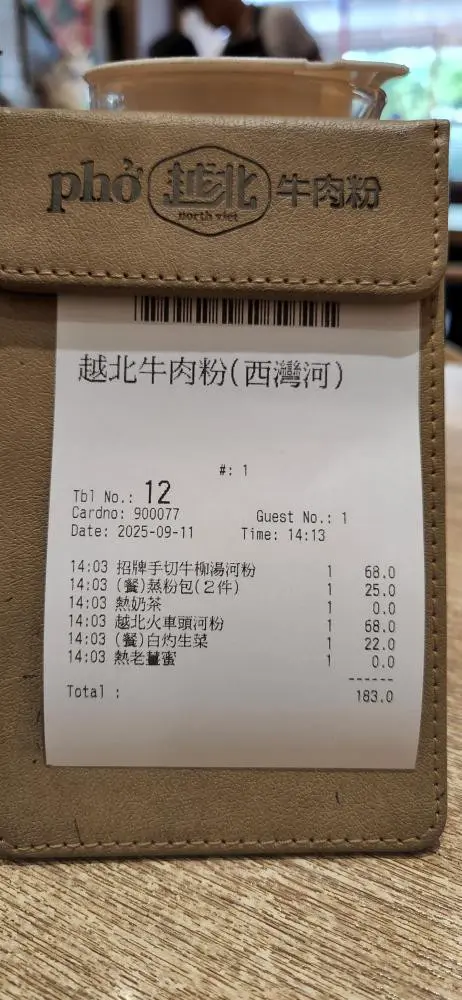 phở 越北 牛肉粉
north viet
越北牛肉粉(西灣河)
#: 1
Tbl No.: 12
Cardno: 900077 Guest No.: 1
Date: 2025-09-11 Time: 14:13
14:03 招牌手切牛柳湯河粉 1 68.0
14:03 (餐)蒸粉包(2件) 1 25.0
14:03 熱奶茶 1 0.0
14:03 越北火車頭河粉 1 68.0
14:03 (餐)白灼生菜 1 22.0
14:03 熱老薑蜜 1 0.0
------
Total : 183.0